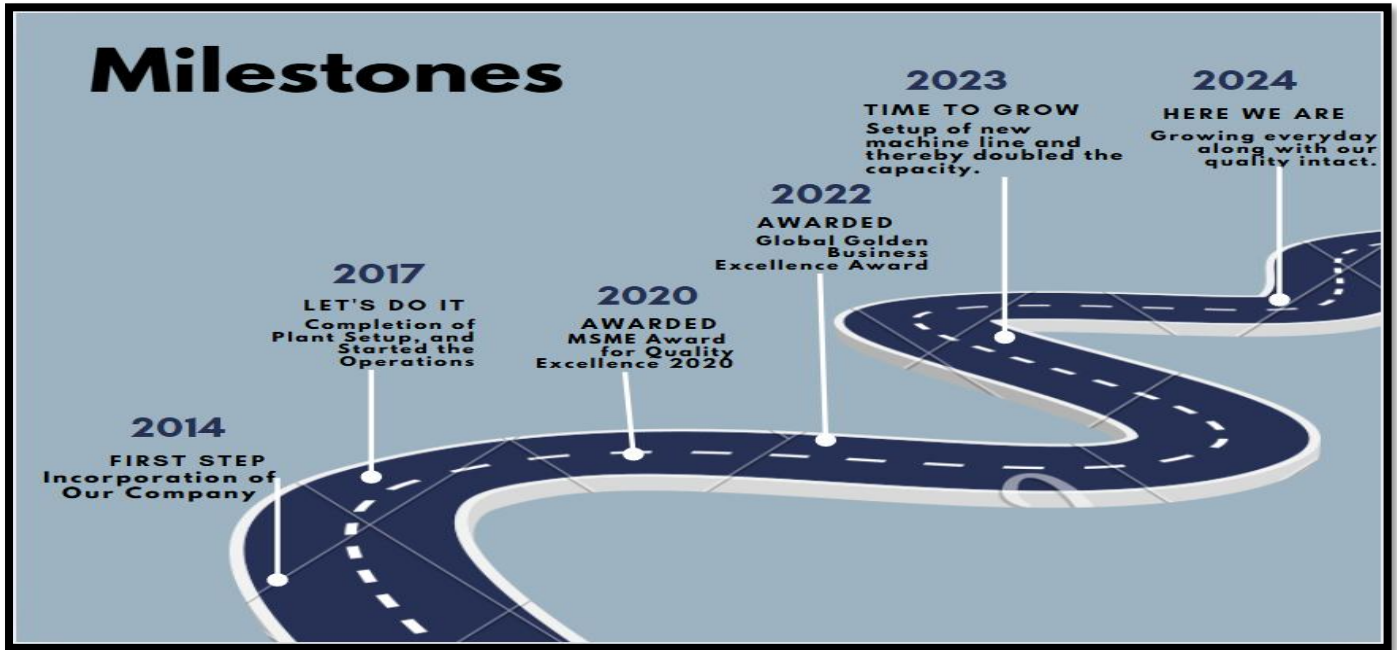 Milestones
2014
FIRST STEP
Incorporation of
Our Company
2017
LET'S DO IT
Completion of
Plant Setup, and
Started the
Operations
2020
AWARDED
MSME Award
for Quality
Excellence 2020
2022
AWARDED
Global Golden
Business
Excellence Award
2023
TIME TO GROW
Setup of new
machine line and
thereby doubled the
capacity.
2024
HERE WE ARE
Growing everyday
along with our
quality intact.